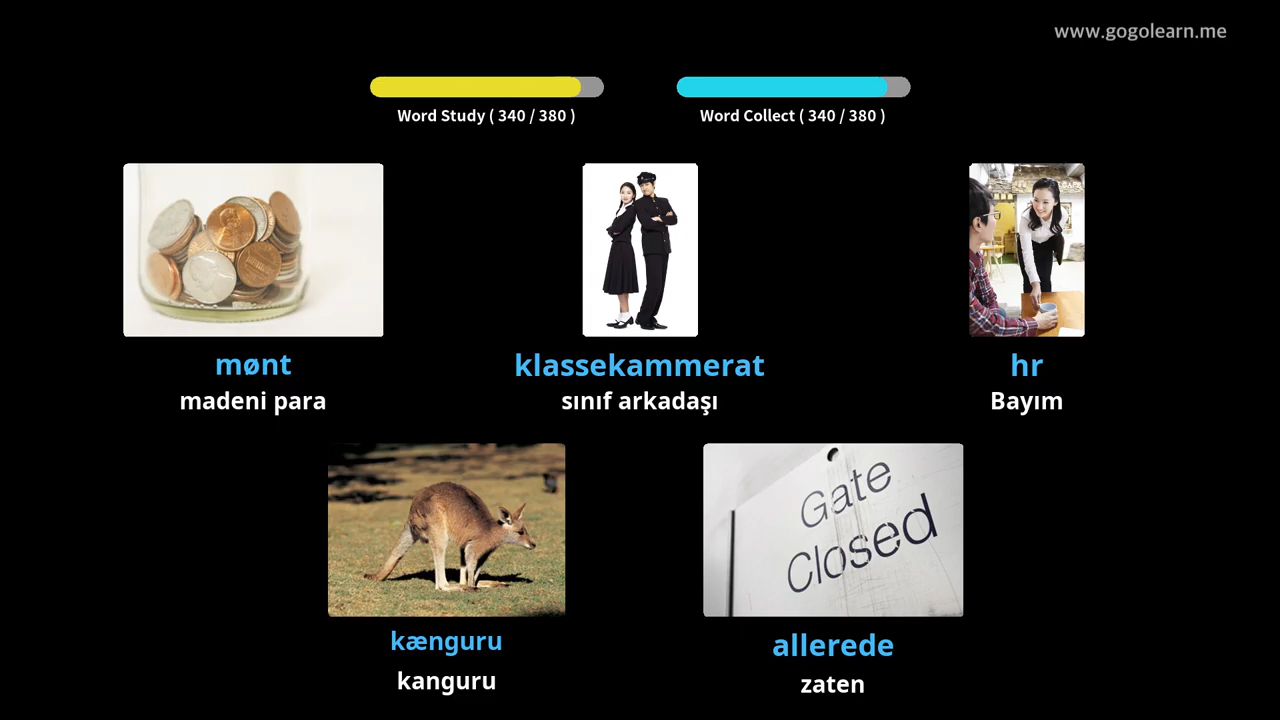 www.gogolearn.me
Word Study ( 340 / 380 )
Word Collect ( 340 / 380 )
mønt
madeni para
klassekammerat
sınıf arkadaşı
hr
Bayım
Gate
Closed
kænguru
kanguru
allerede
zaten